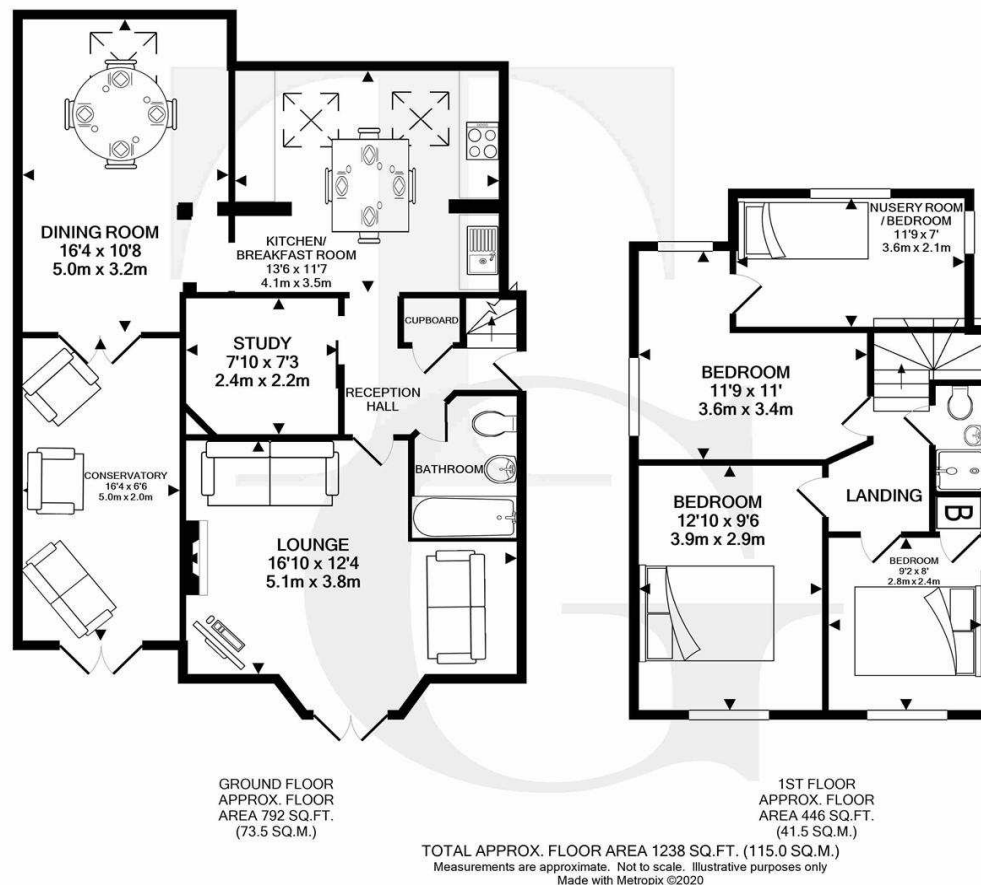 DINING ROOM
16'4 x 10'8
5.0m x 3.2m
KITCHEN/
BREAKFAST ROOM
13'6 x 11'7
4.1m x 3.5m
STUDY
7'10 x 7'3
2.4m x 2.2m
CUPBOARD
RECEPTION
HALL
CONSERVATORY
16'4 x 6'6
5.0m x 2.0m
BATHROOM
LOUNGE
16'10 x 12'4
5.1m x 3.8m
GROUND FLOOR
APPROX. FLOOR
AREA 792 SQ.FT.
(73.5 SQ.M.)
NUSERY ROOM
/ BEDROOM
11'9 x 7'
3.6m x 2.1m
BEDROOM
11'9 x 11'
3.6m x 3.4m
BEDROOM
12'10 x 9'6
3.9m x 2.9m
LANDING
B
BEDROOM
9'2 x 8'
2.8m x 2.4m
1ST FLOOR
APPROX. FLOOR
AREA 446 SQ.FT.
(41.5 SQ.M.)
TOTAL APPROX. FLOOR AREA 1238 SQ.FT. (115.0 SQ.M.)
Measurements are approximate. Not to scale. Illustrative purposes only
Made with Metropix ©2020